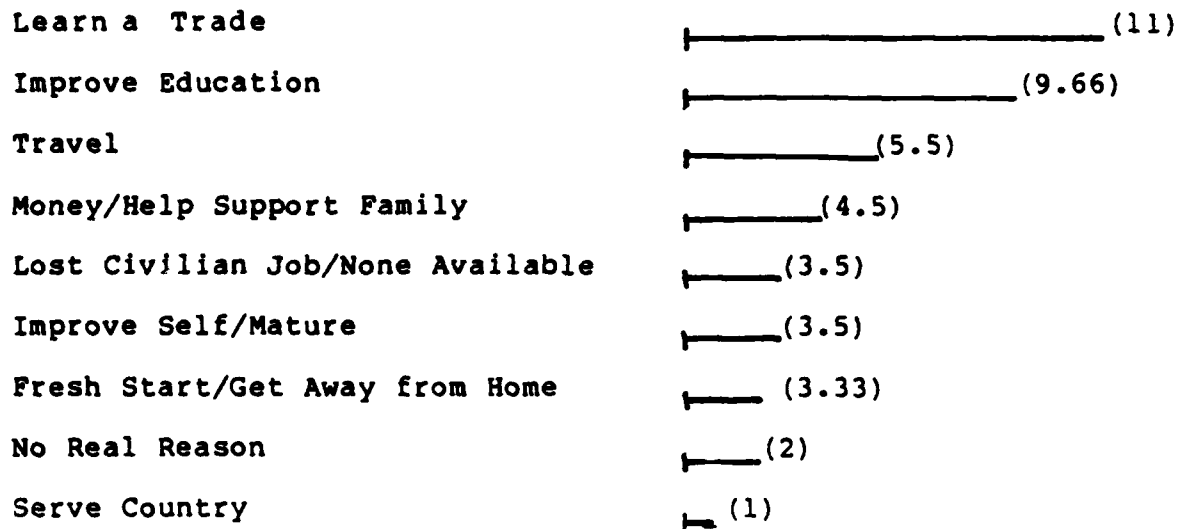 Learn a Trade (11)
Improve Education (9.66)
Travel (5.5)
Money/Help Support Family (4.5)
Lost Civilian Job/None Available (3.5)
Improve Self/Mature (3.5)
Fresh Start/Get Away from Home (3.33)
No Real Reason (2)
Serve Country (1)